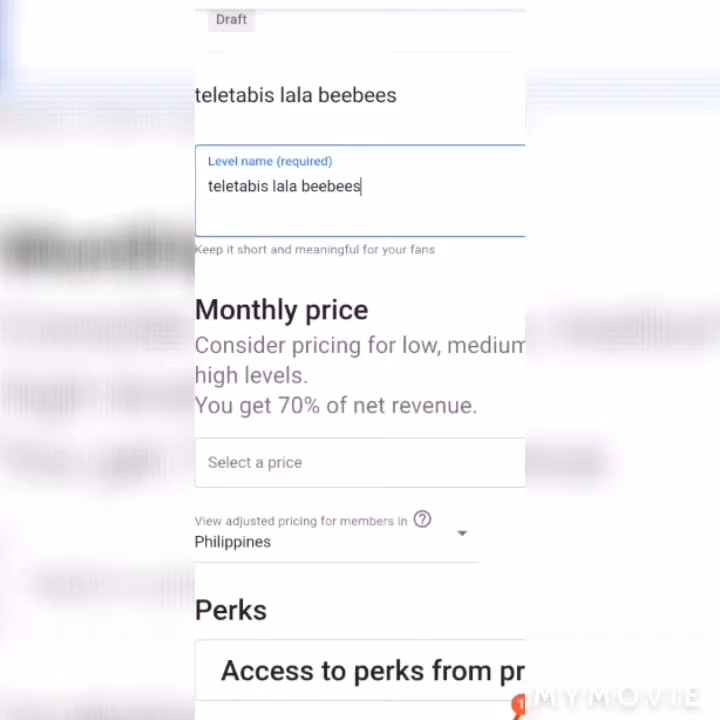 Draft
teletabis lala beebees
Level name (required)
teletabis lala beebees
Keep it short and meaningful for your fans
Monthly price
Consider pricing for low, medium
high levels.
You get 70% of net revenue.
Select a price
View adjusted pricing for members in ?
Philippines
Perks
Access to perks from pr
1
MYMOVIE